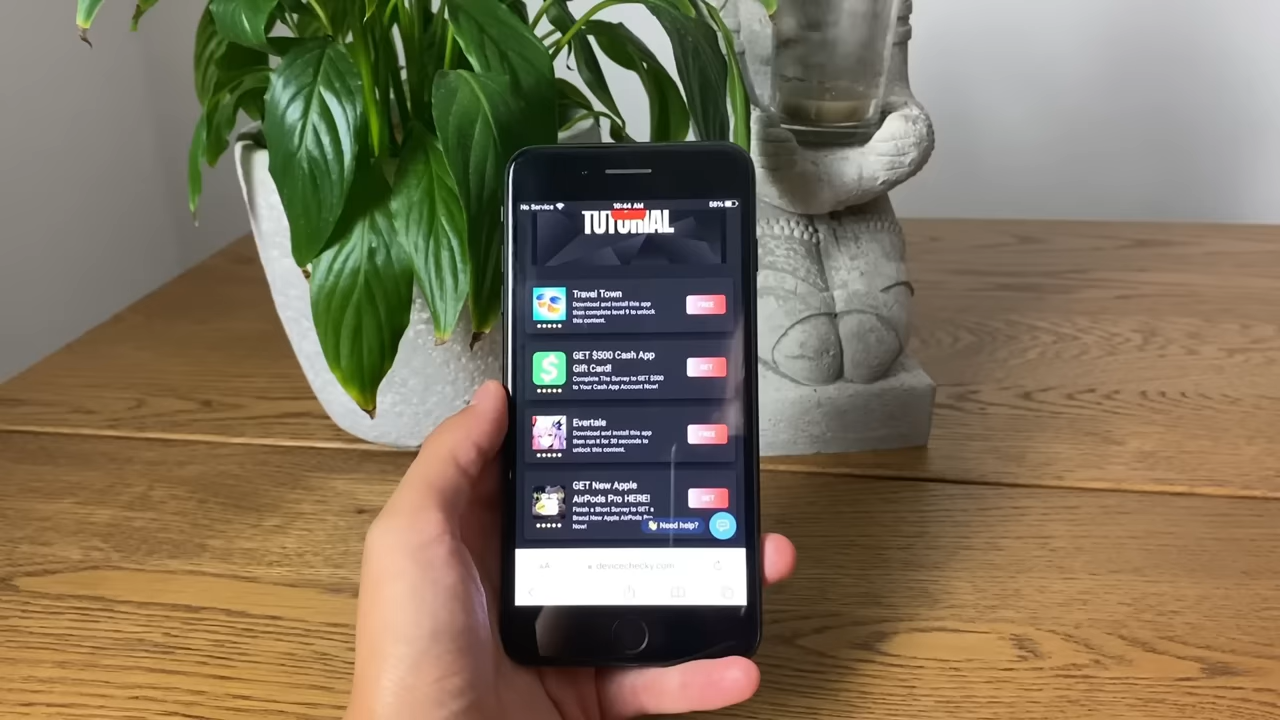 No Service 10:44 AM 58%
TUTORIAL
Travel Town
Download and install this app
then complete level 9 to unlock
this content.
FREE
GET $500 Cash App
Gift Card!
Complete The Survey to GET $500
to Your Cash App Account Now!
GET
Evertale
Download and install this app
then run it for 30 seconds to
unlock this content.
FREE
GET New Apple
AirPods Pro HERE!
Finish a Short Survey to GET a
Brand New Apple AirPods Pro
Now!
GET
Need help?
AA devicechecky.com